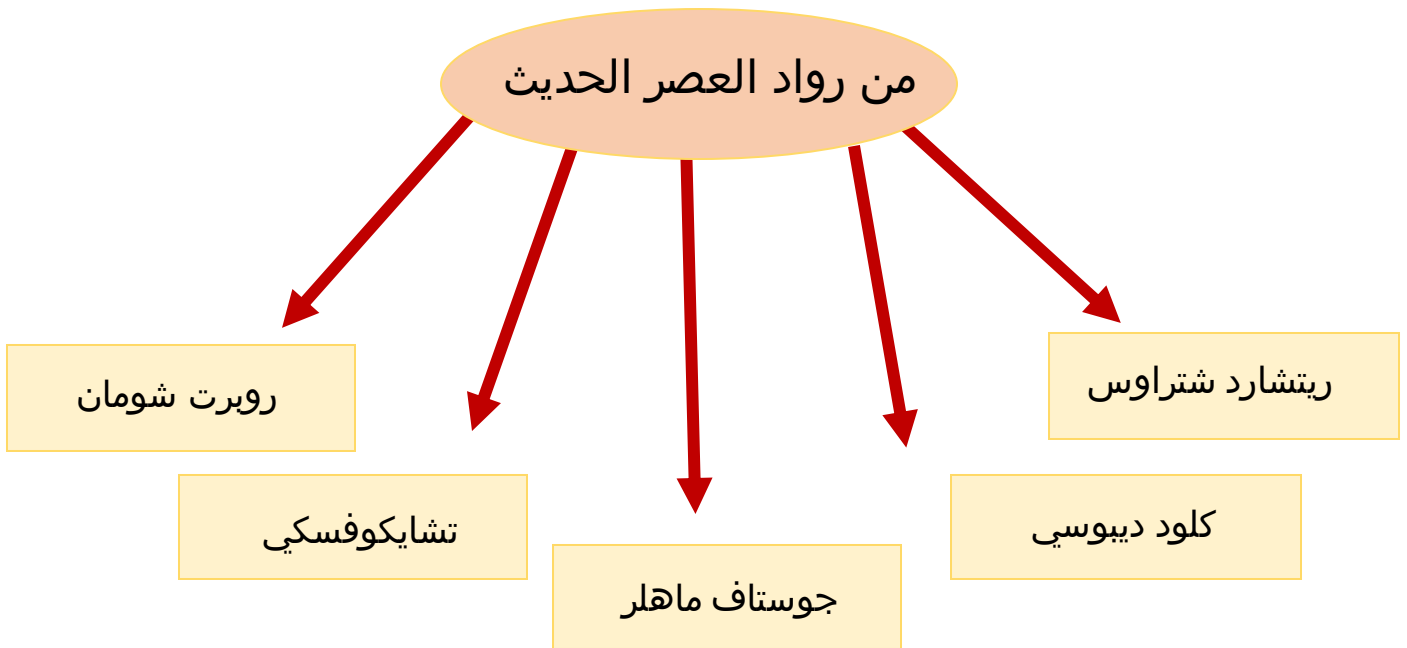 من رواد العصر الحديث
ريتشارد شتراوس
كلود ديبوسي
جوستاف ماهلر
تشايكوفسكي
روبرت شومان